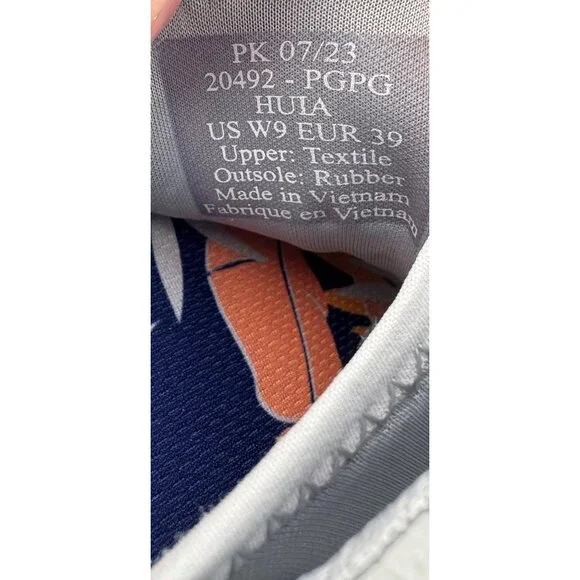 PK 07/23
20492 - PGPG
HUIA
US W9 EUR 39
Upper: Textile
Outsole: Rubber
Made in Vietnam
Fabrique en Vietnam